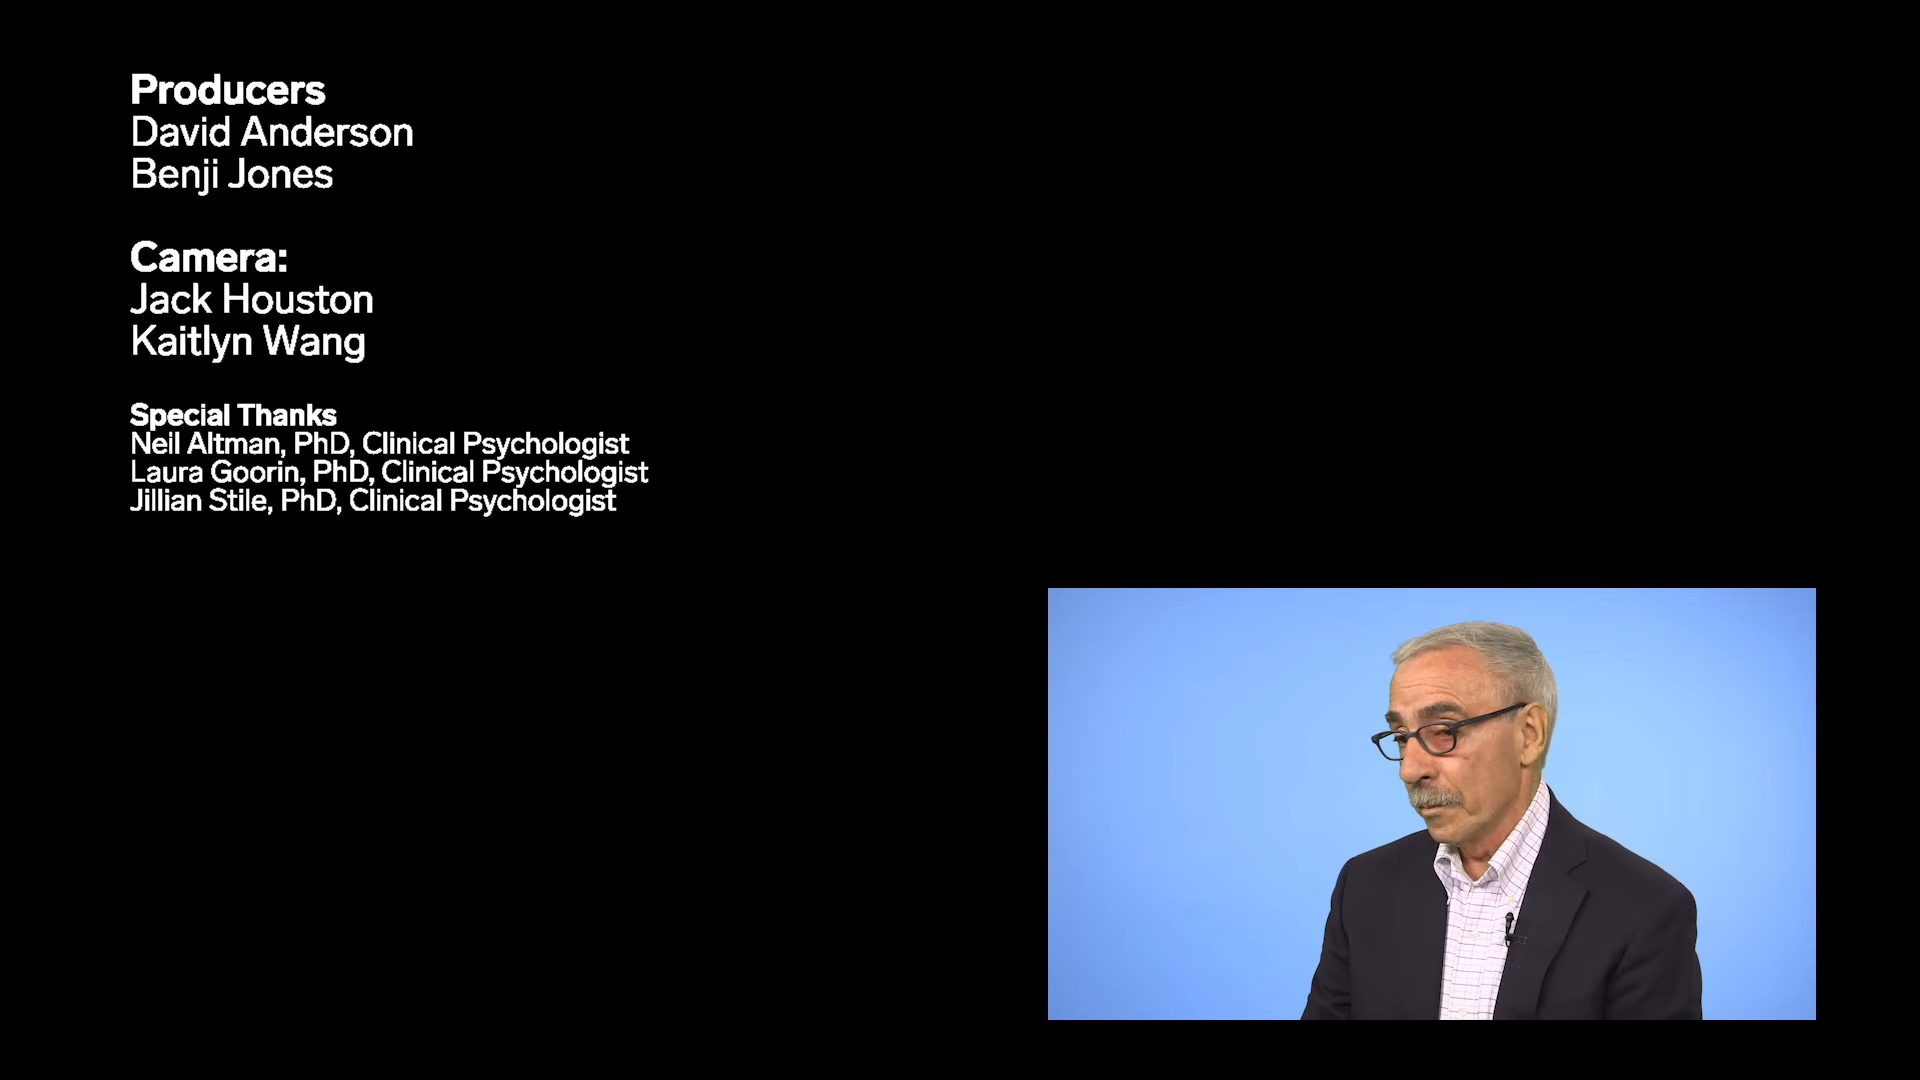 Producers
David Anderson
Benji Jones
Camera:
Jack Houston
Kaitlyn Wang
Special Thanks
Neil Altman, PhD, Clinical Psychologist
Laura Goorin, PhD, Clinical Psychologist
Jillian Stile, PhD, Clinical Psychologist